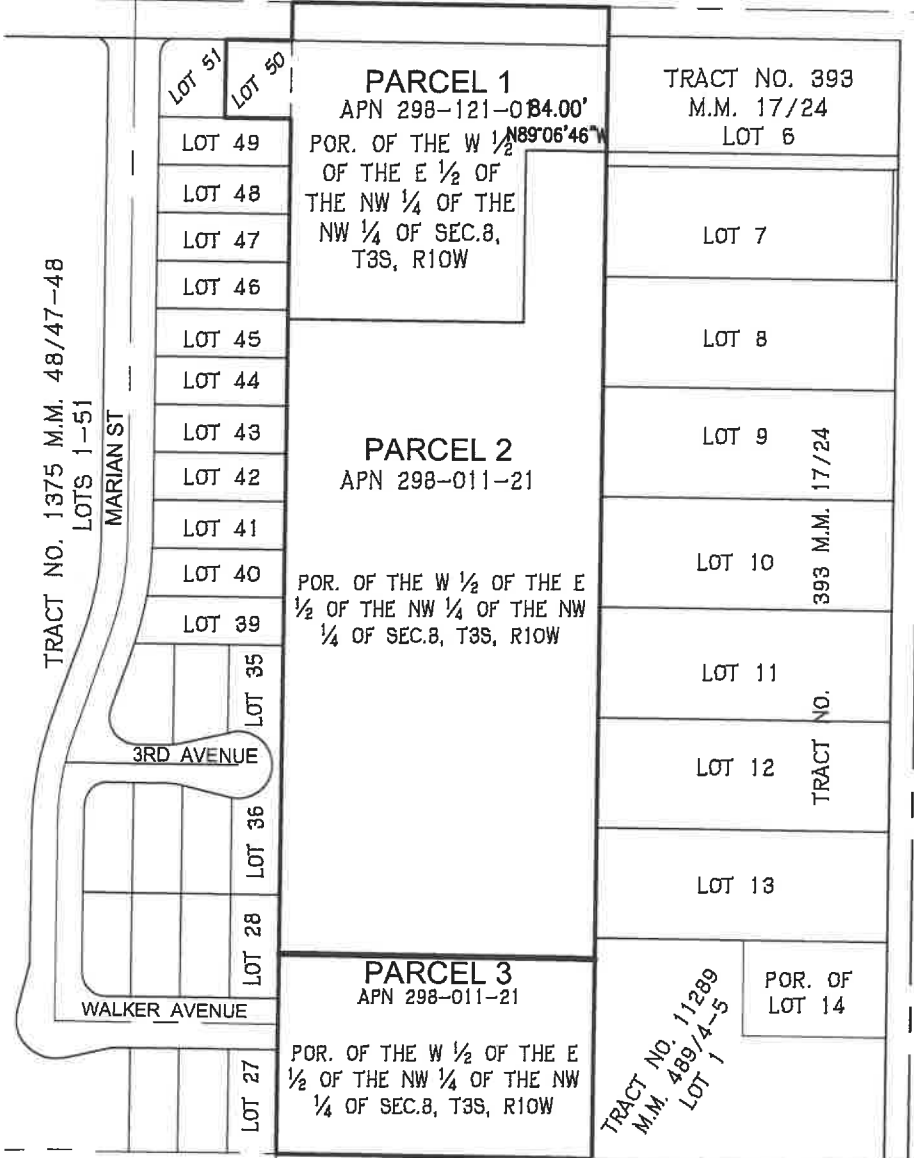 PARCEL 1
APN 298-121-01
84.00'
N89°06'46"W
POR. OF THE W ½
OF THE E ½ OF
THE NW ¼ OF THE
NW ¼ OF SEC.8,
T3S, R10W
LOT 51
LOT 50
LOT 49
LOT 48
LOT 47
LOT 46
LOT 45
LOT 44
LOT 43
LOT 42
LOT 41
LOT 40
LOT 39
LOT 35
3RD AVENUE
LOT 36
LOT 28
WALKER AVENUE
LOT 27
TRACT NO. 1375 M.M. 48/47-48
LOTS 1-51
MARIAN ST
PARCEL 2
APN 298-011-21
POR. OF THE W ½ OF THE E
½ OF THE NW ¼ OF THE NW
¼ OF SEC.8, T3S, R10W
PARCEL 3
APN 298-011-21
POR. OF THE W ½ OF THE E
½ OF THE NW ¼ OF THE NW
¼ OF SEC.8, T3S, R10W
TRACT NO. 393
M.M. 17/24
LOT 6
LOT 7
LOT 8
LOT 9
LOT 10
LOT 11
LOT 12
LOT 13
TRACT NO. 393 M.M. 17/24
POR. OF
LOT 14
TRACT NO. 11289
M.M. 489/4-5
LOT 1